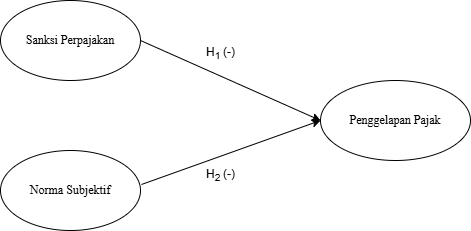 Sanksi Perpajakan
H1 (-)
Penggelapan Pajak
Norma Subjektif
H2 (-)